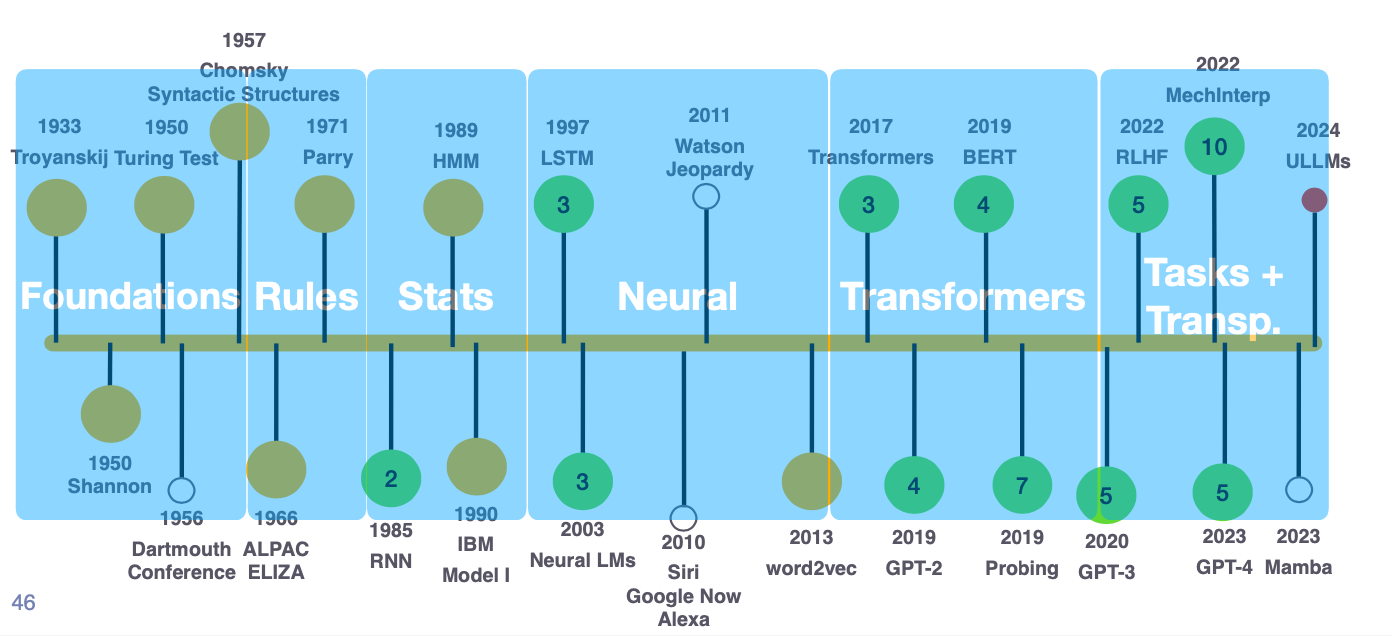 1957
Chomsky
Syntactic Structures
1933
Troyanskij
1950
Turing Test
1971
Parry
1989
HMM
1997
LSTM
3
2011
Watson
Jeopardy
2017
Transformers
3
2019
BERT
4
2022
RLHF
5
2022
MechInterp
10
2024
ULLMs
Foundations
Rules
Stats
Neural
Transformers
Tasks +
Transp.
1950
Shannon
1956
Dartmouth
Conference
1966
ALPAC
ELIZA
2
1985
RNN
1990
IBM
Model I
3
2003
Neural LMs
2010
Siri
Google Now
Alexa
2013
word2vec
4
2019
GPT-2
7
2019
Probing
5
2020
GPT-3
5
2023
GPT-4
2023
Mamba
46